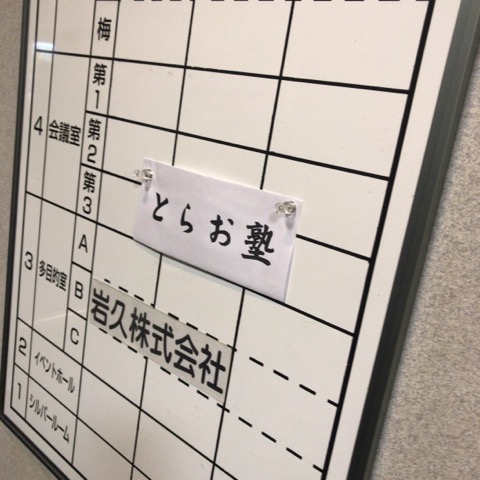 梅
4 会議室 第1
第2
第3
とらお塾
3 多目的室 A
B
C
岩久株式会社
2 イベントホール
1 シルバールーム